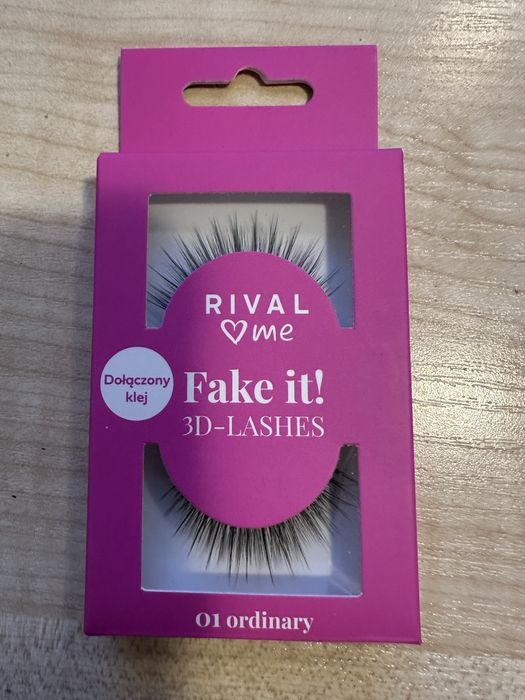 RIVAL
♡me
Dołączony
klej
Fake it!
3D-LASHES
01 ordinary